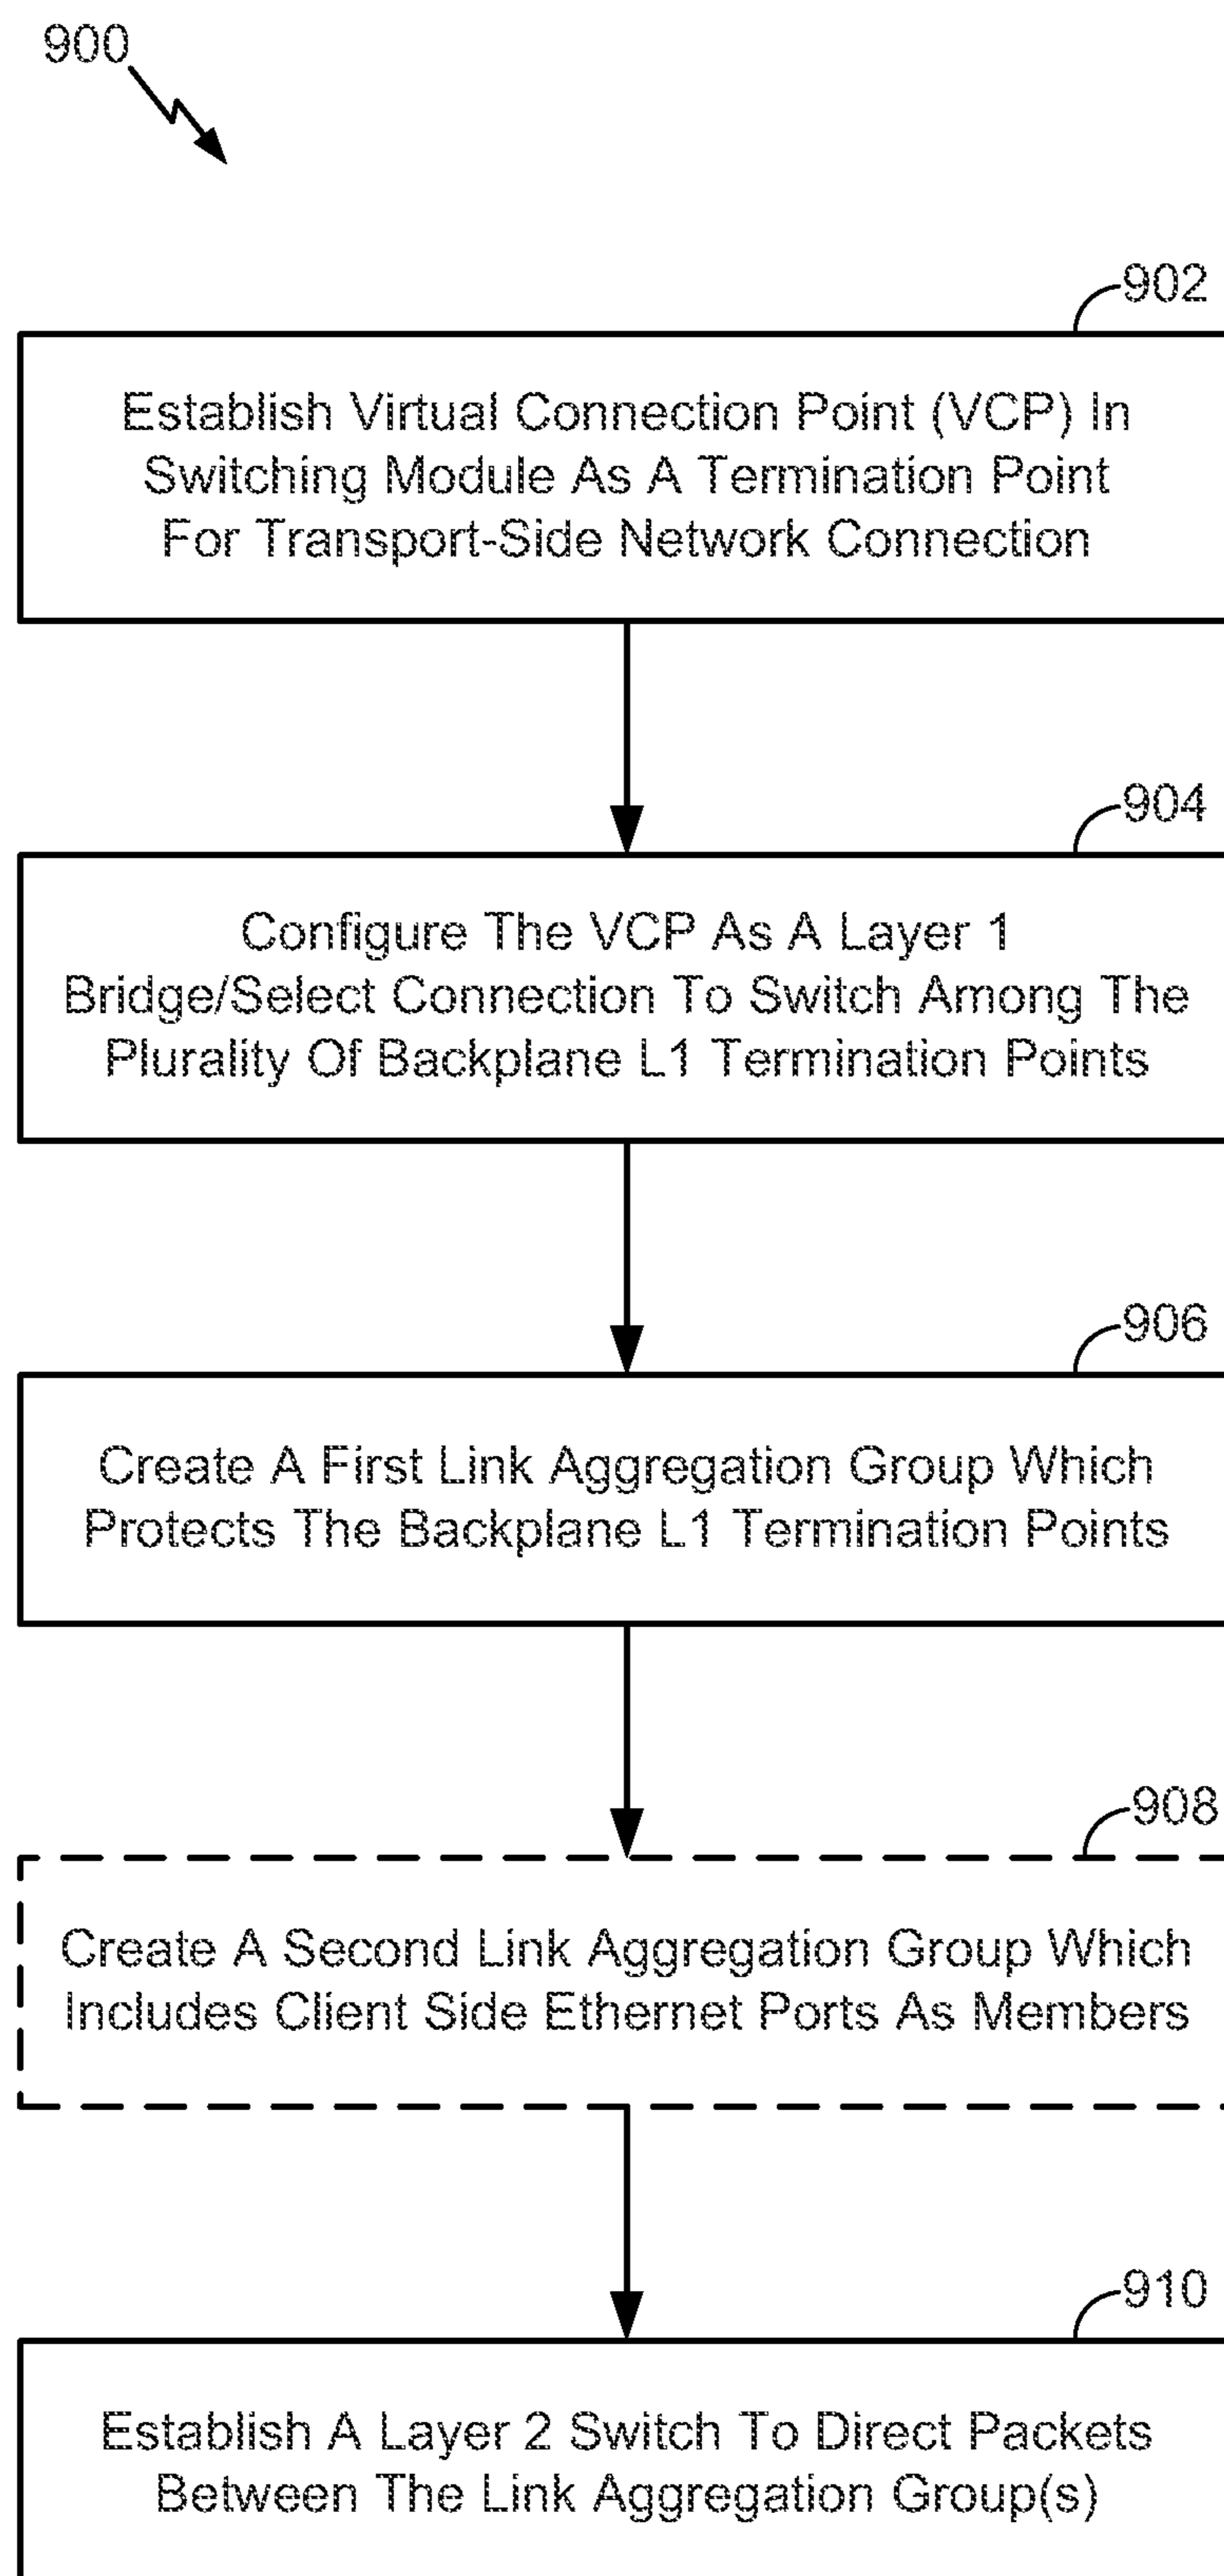 900
902
Establish Virtual Connection Point (VCP) In
Switching Module As A Termination Point
For Transport-Side Network Connection
904
Configure The VCP As A Layer 1
Bridge/Select Connection To Switch Among The
Plurality Of Backplane L1 Termination Points
906
Create A First Link Aggregation Group Which
Protects The Backplane L1 Termination Points
908
Create A Second Link Aggregation Group Which
Includes Client Side Ethernet Ports As Members
910
Establish A Layer 2 Switch To Direct Packets
Between The Link Aggregation Group(s)